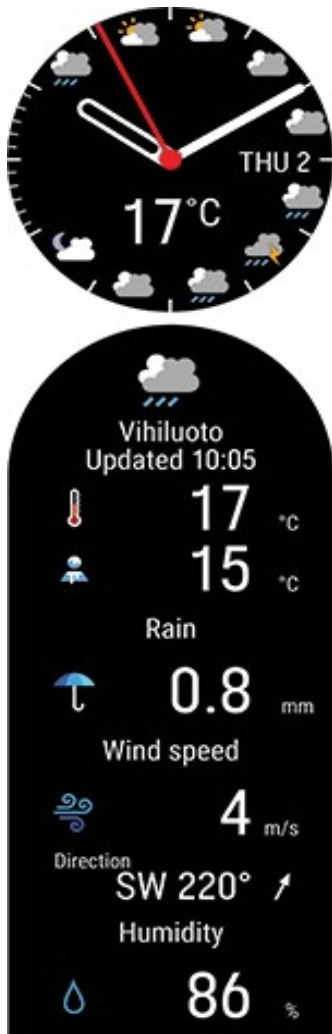 THU 2
17°C
Vihiluoto
Updated 10:05
17 °C
15 °C
Rain
0.8 mm
Wind speed
4 m/s
Direction
SW 220°
Humidity
86 %